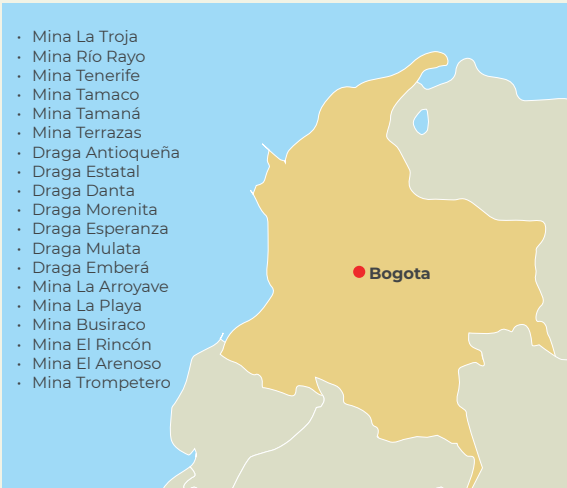 · Mina La Troja
· Mina Río Rayo
· Mina Tenerife
· Mina Tamaco
· Mina Tamaná
· Mina Terrazas
· Draga Antioqueña
· Draga Estatal
· Draga Danta
· Draga Morenita
· Draga Esperanza
· Draga Mulata
· Draga Emberá
· Mina La Arroyave
· Mina La Playa
· Mina Busiraco
· Mina El Rincón
· Mina El Arenoso
· Mina Trompetero
Bogota